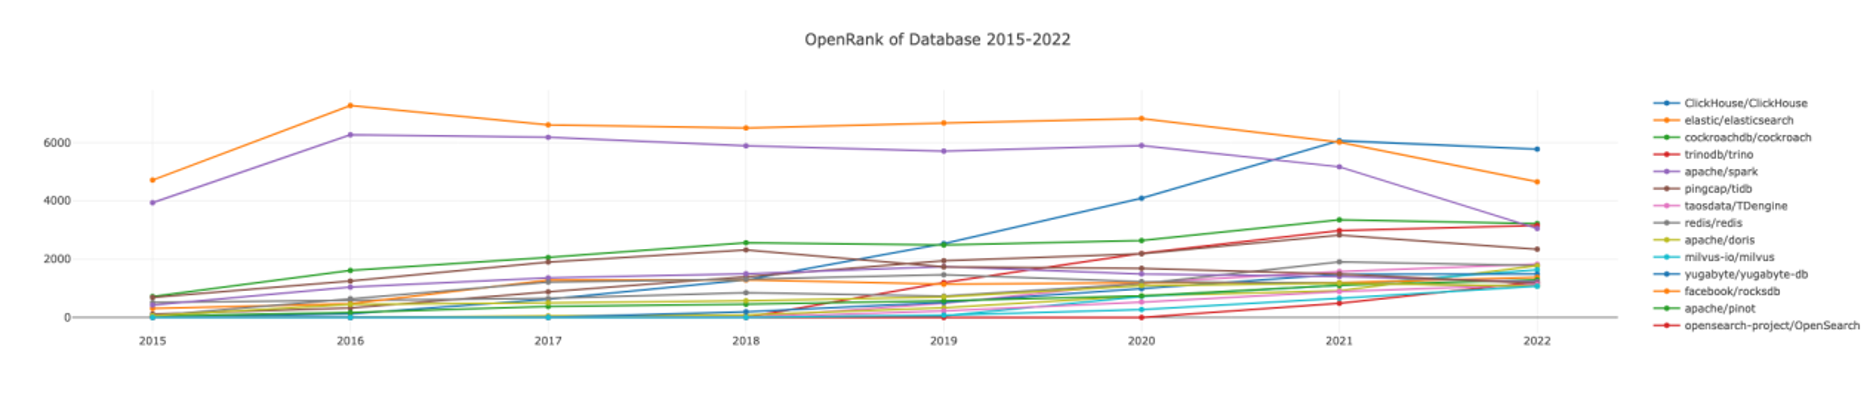 OpenRank of Database 2015-2022
6000
4000
2000
0
2015 2016 2017 2018 2019 2020 2021 2022
ClickHouse/ClickHouse
elastic/elasticsearch
cockroachdb/cockroach
trinodb/trino
apache/spark
pingcap/tidb
taosdata/TDengine
redis/redis
apache/doris
milvus-io/milvus
yugabyte/yugabyte-db
facebook/rocksdb
apache/pinot
opensearch-project/OpenSearch